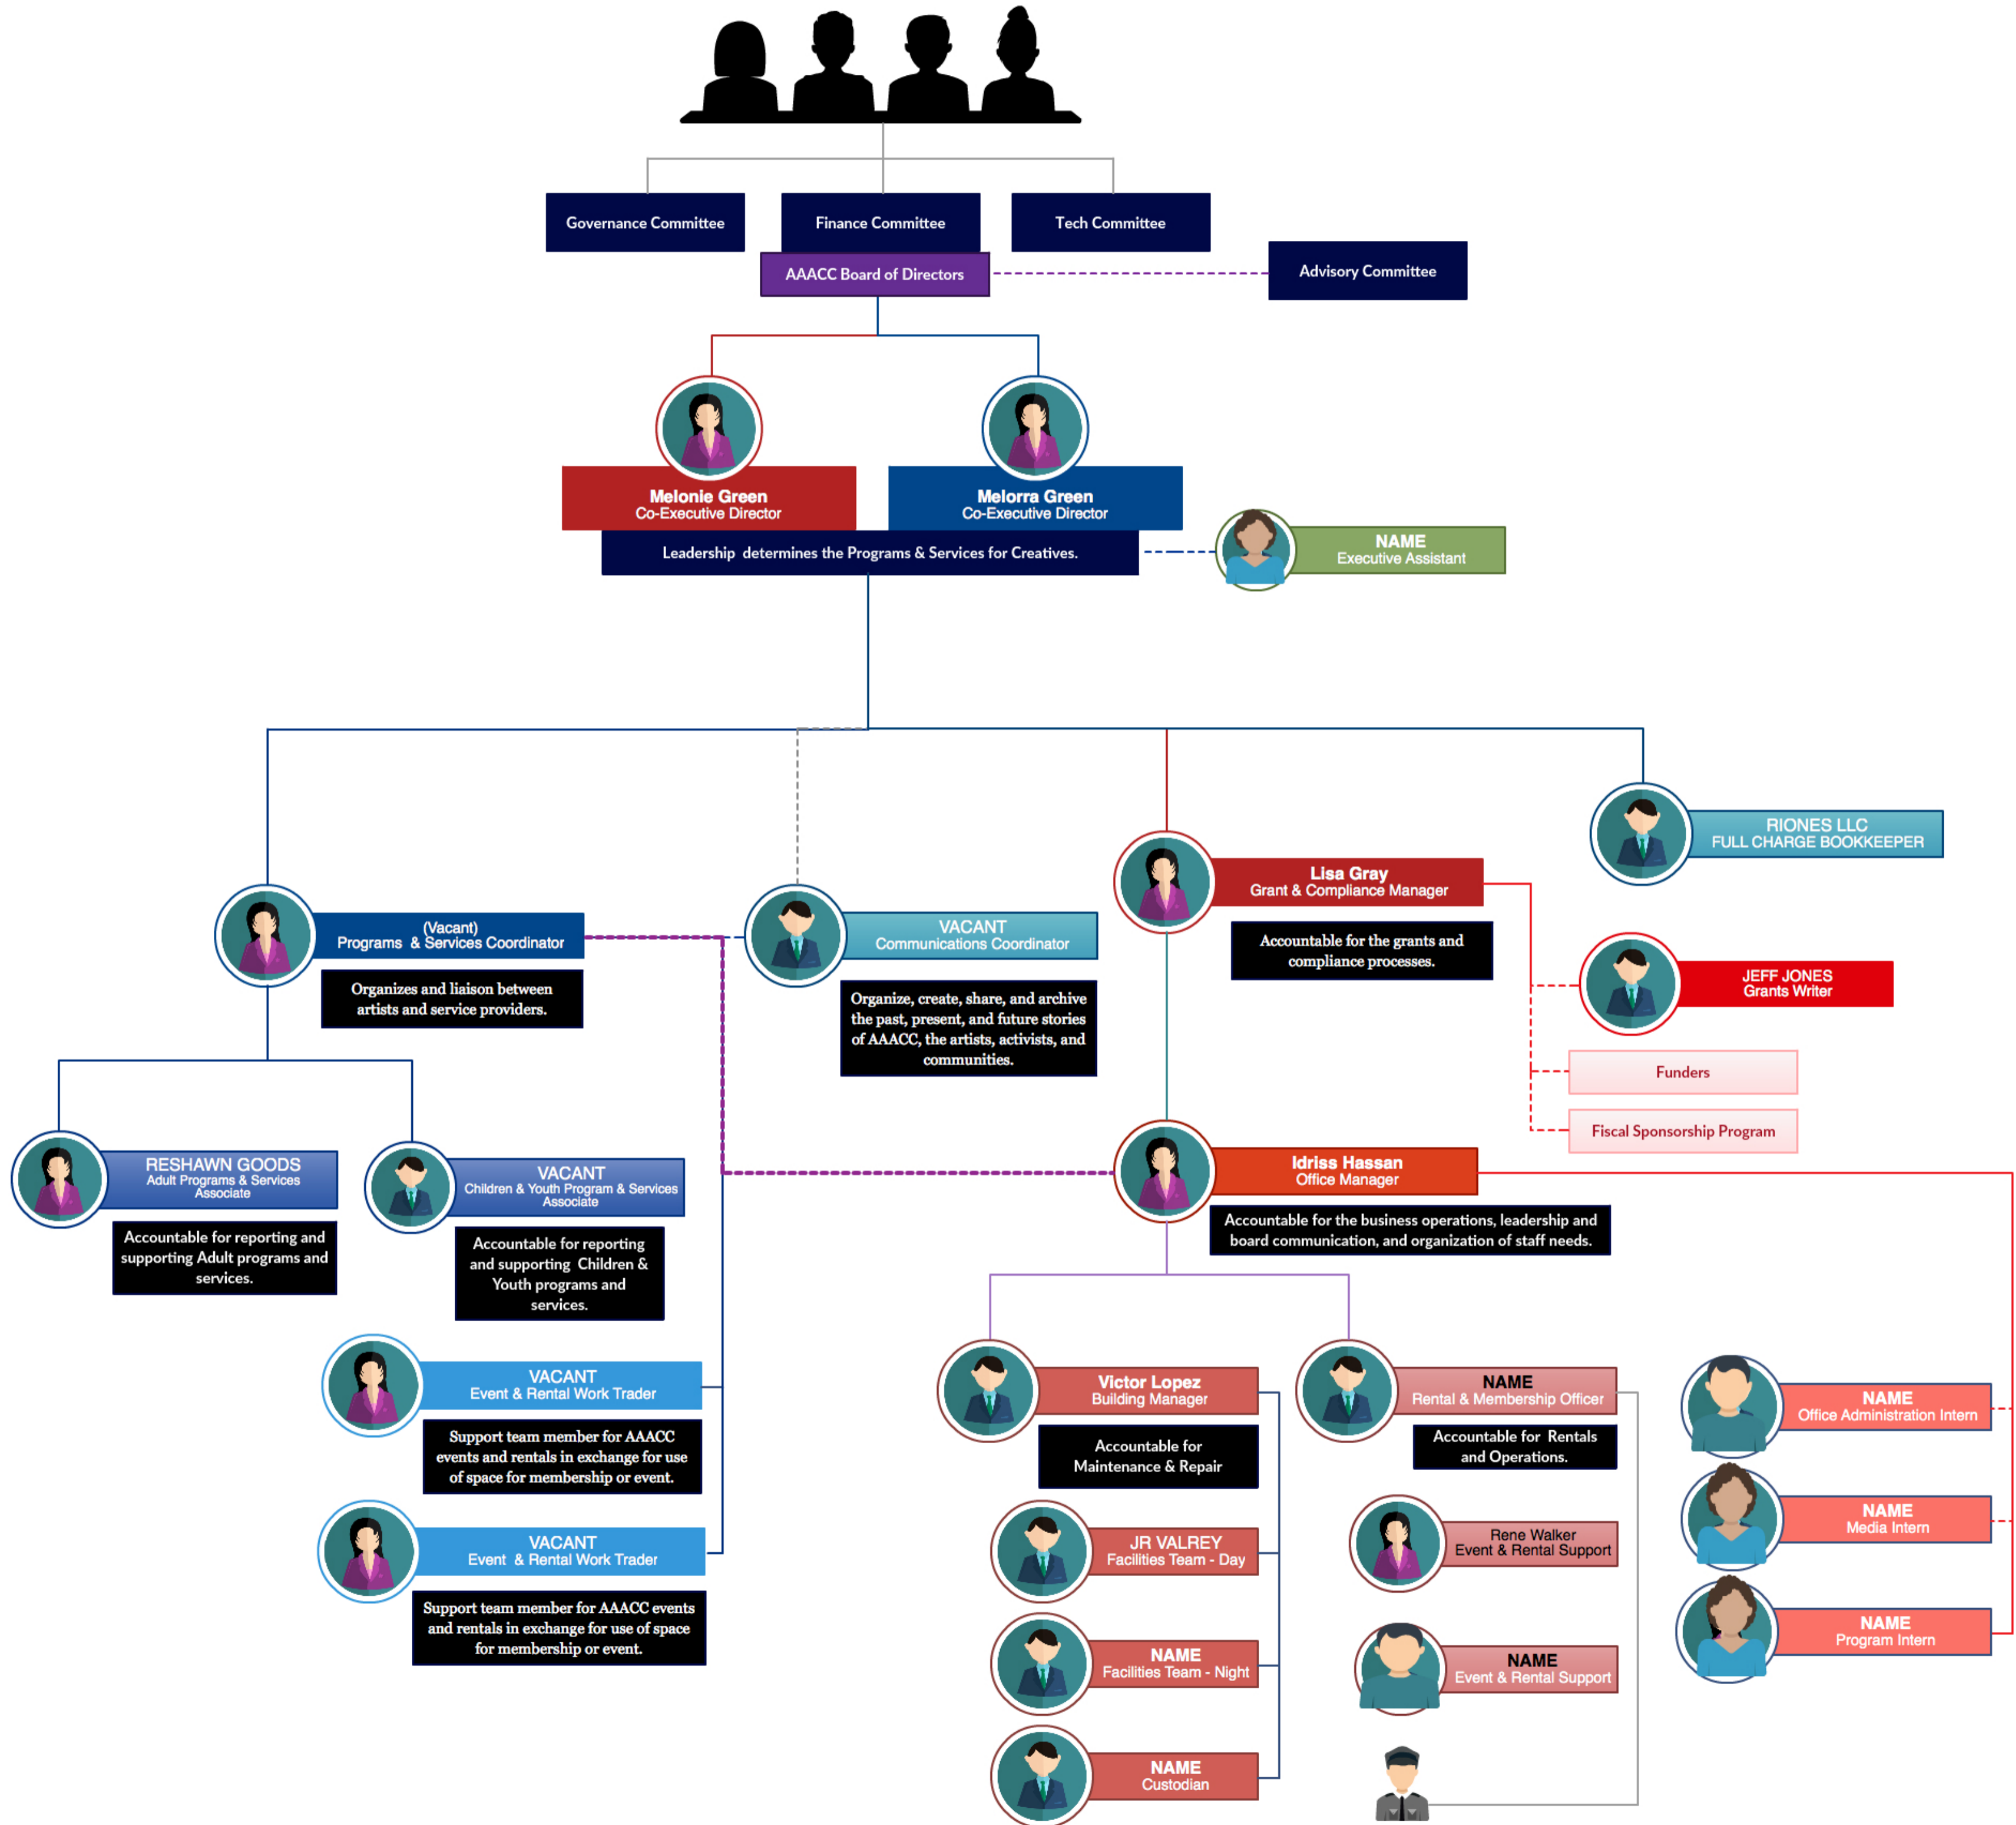 Governance Committee
Finance Committee
Tech Committee
AAACC Board of Directors
Advisory Committee
Melonie Green
Co-Executive Director
Melorra Green
Co-Executive Director
Leadership determines the Programs & Services for Creatives.
NAME
Executive Assistant
RIONES LLC
FULL CHARGE BOOKKEEPER
Lisa Gray
Grant & Compliance Manager
Accountable for the grants and
compliance processes.
(Vacant)
Programs & Services Coordinator
Organizes and liaison between
artists and service providers.
VACANT
Communications Coordinator
Organize, create, share, and archive
the past, present, and future stories
of AAACC, the artists, activists, and
communities.
JEFF JONES
Grants Writer
Funders
Fiscal Sponsorship Program
RESHAWN GOODS
Adult Programs & Services
Associate
Accountable for reporting and
supporting Adult programs and
services.
VACANT
Children & Youth Program & Services
Associate
Accountable for reporting
and supporting Children &
Youth programs and
services.
Idriss Hassan
Office Manager
Accountable for the business operations, leadership and
board communication, and organization of staff needs.
VACANT
Event & Rental Work Trader
Support team member for AAACC
events and rentals in exchange for use
of space for membership or event.
VACANT
Event & Rental Work Trader
Support team member for AAACC events
and rentals in exchange for use of space
for membership or event.
Victor Lopez
Building Manager
Accountable for
Maintenance & Repair
JR VALREY
Facilities Team - Day
NAME
Facilities Team - Night
NAME
Custodian
NAME
Rental & Membership Officer
Accountable for Rentals
and Operations.
Rene Walker
Event & Rental Support
NAME
Event & Rental Support
NAME
Office Administration Intern
NAME
Media Intern
NAME
Program Intern